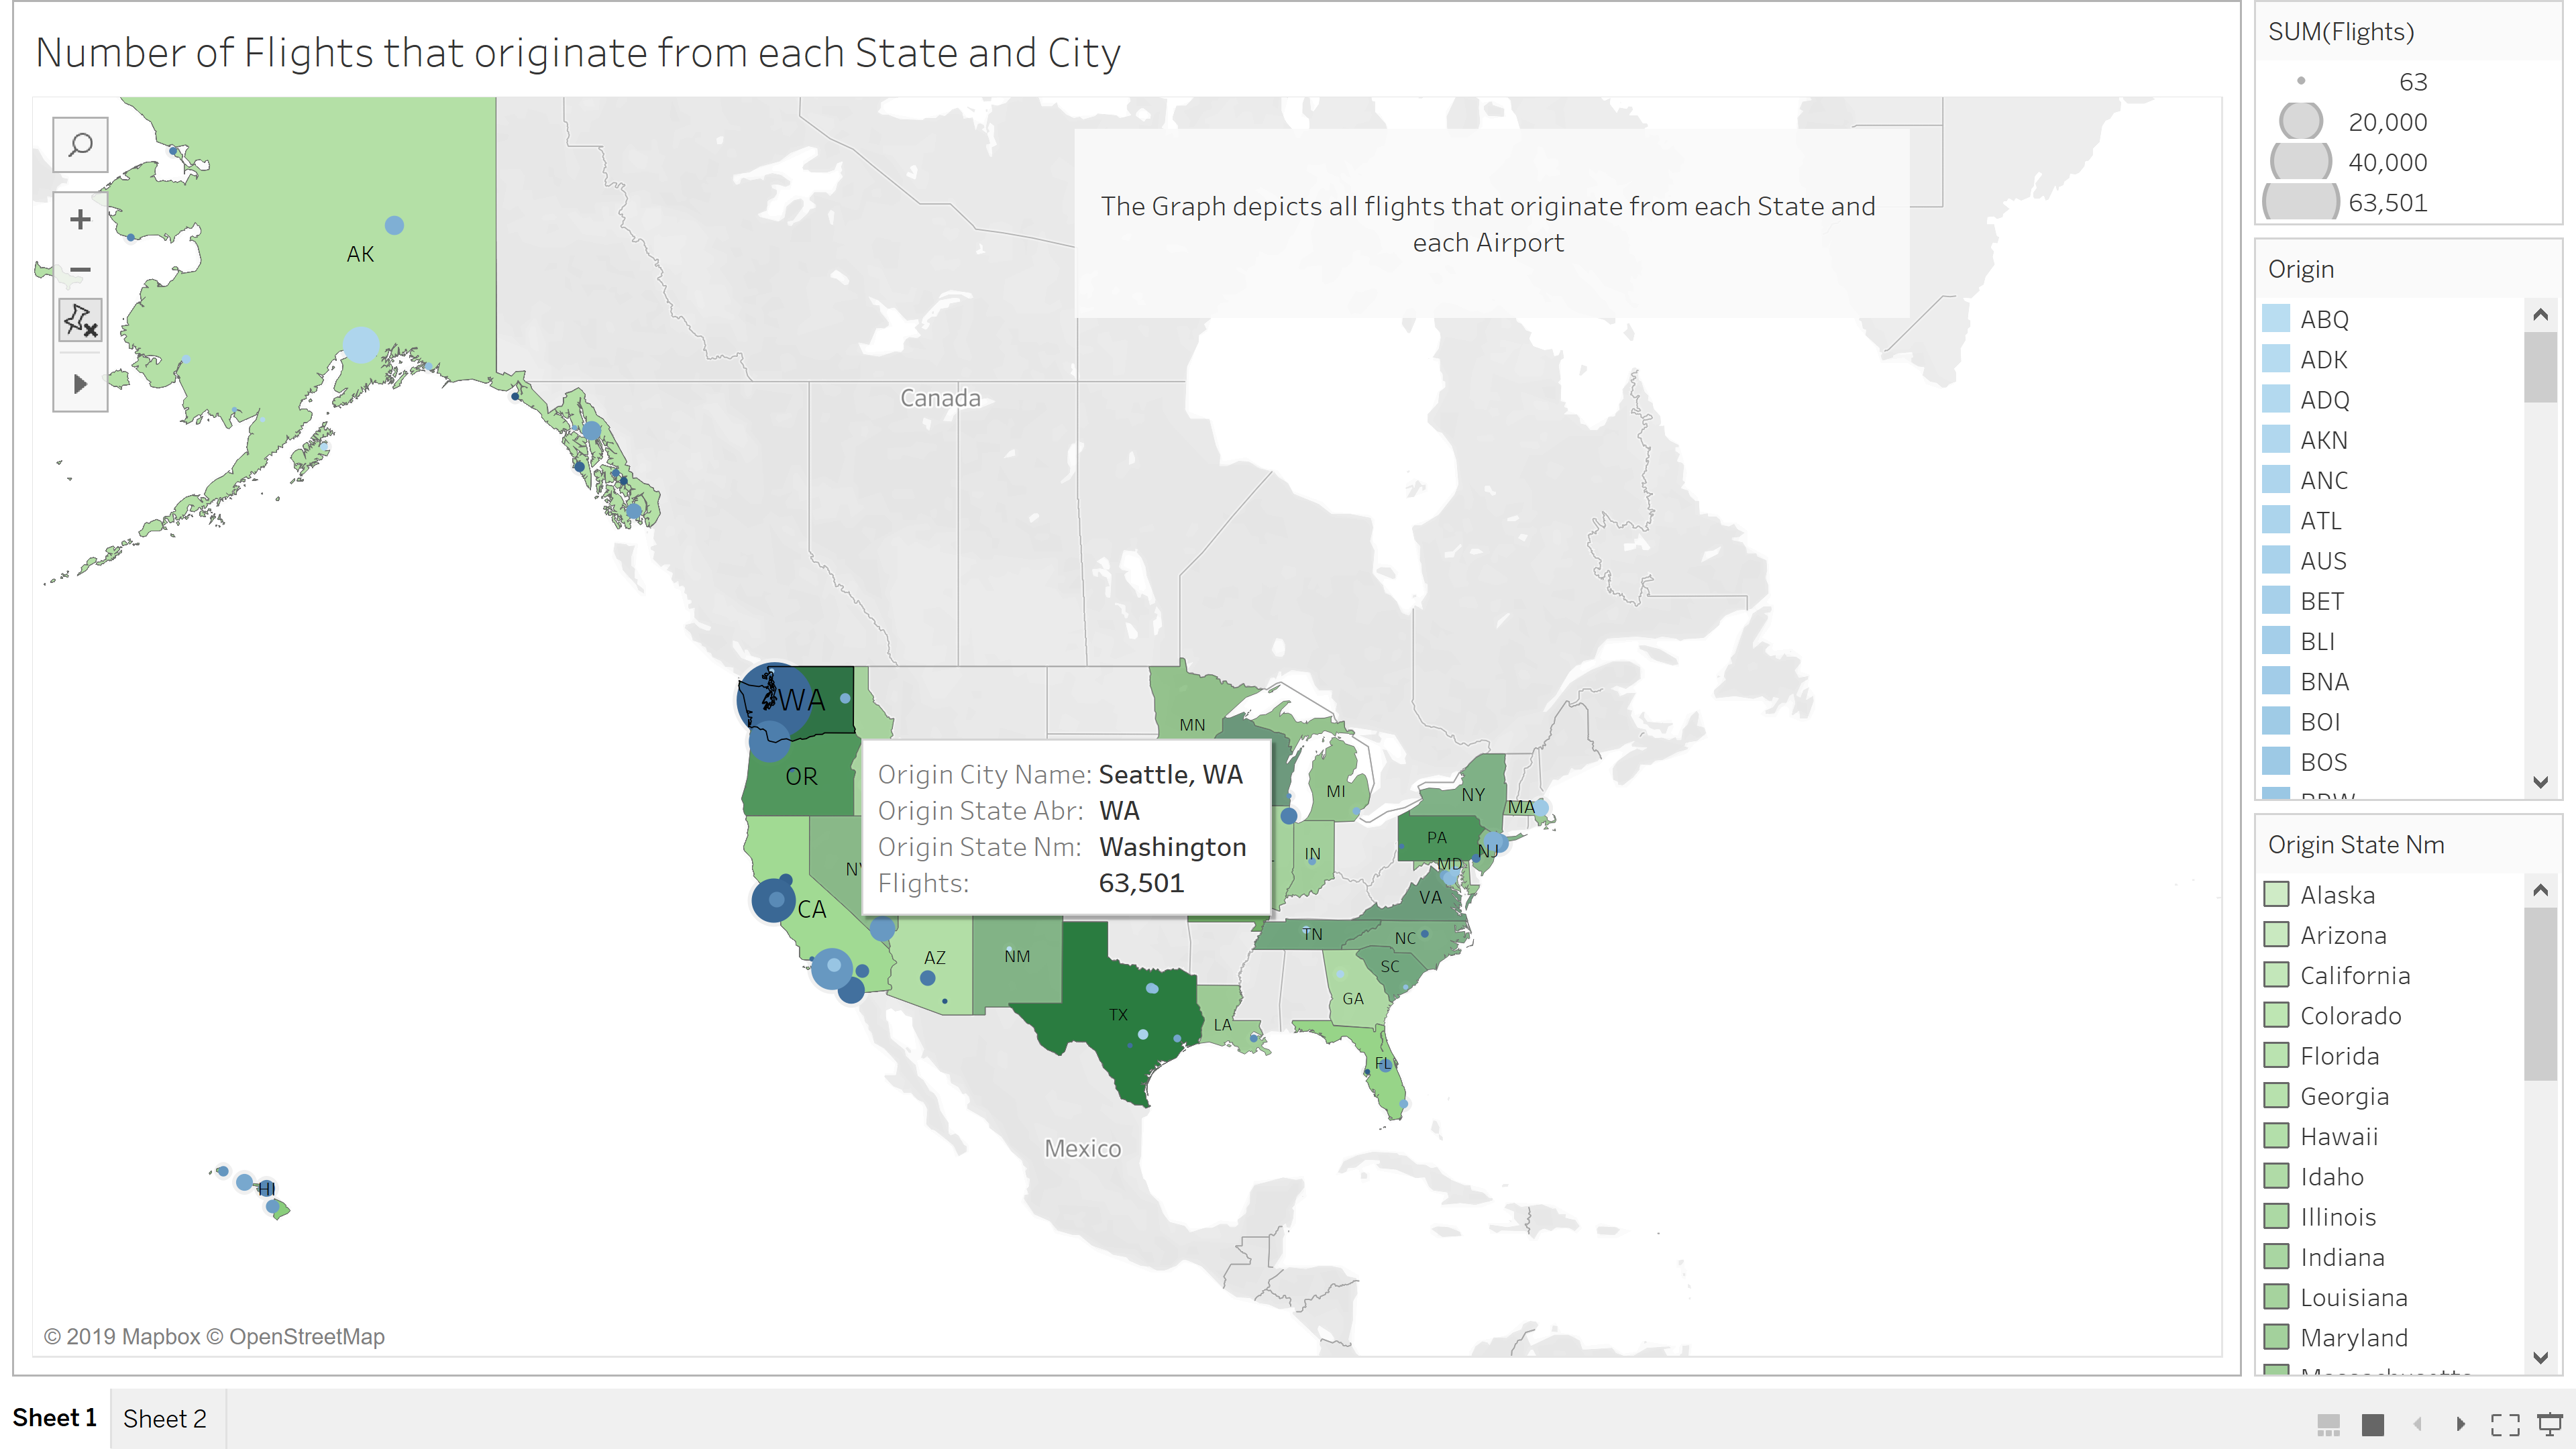 Number of Flights that originate from each State and City
The Graph depicts all flights that originate from each State and
each Airport
AK
Canada
WA
OR
MN
MI
NY
MA
PA
NJ
MD
IN
VA
CA
AZ
NM
TN
NC
SC
GA
TX
LA
FL
HI
Mexico
Origin City Name: Seattle, WA
Origin State Abr: WA
Origin State Nm: Washington
Flights: 63,501
© 2019 Mapbox © OpenStreetMap
SUM(Flights)
63
20,000
40,000
63,501
Origin
ABQ
ADK
ADQ
AKN
ANC
ATL
AUS
BET
BLI
BNA
BOI
BOS
Origin State Nm
Alaska
Arizona
California
Colorado
Florida
Georgia
Hawaii
Idaho
Illinois
Indiana
Louisiana
Maryland
Sheet 1
Sheet 2